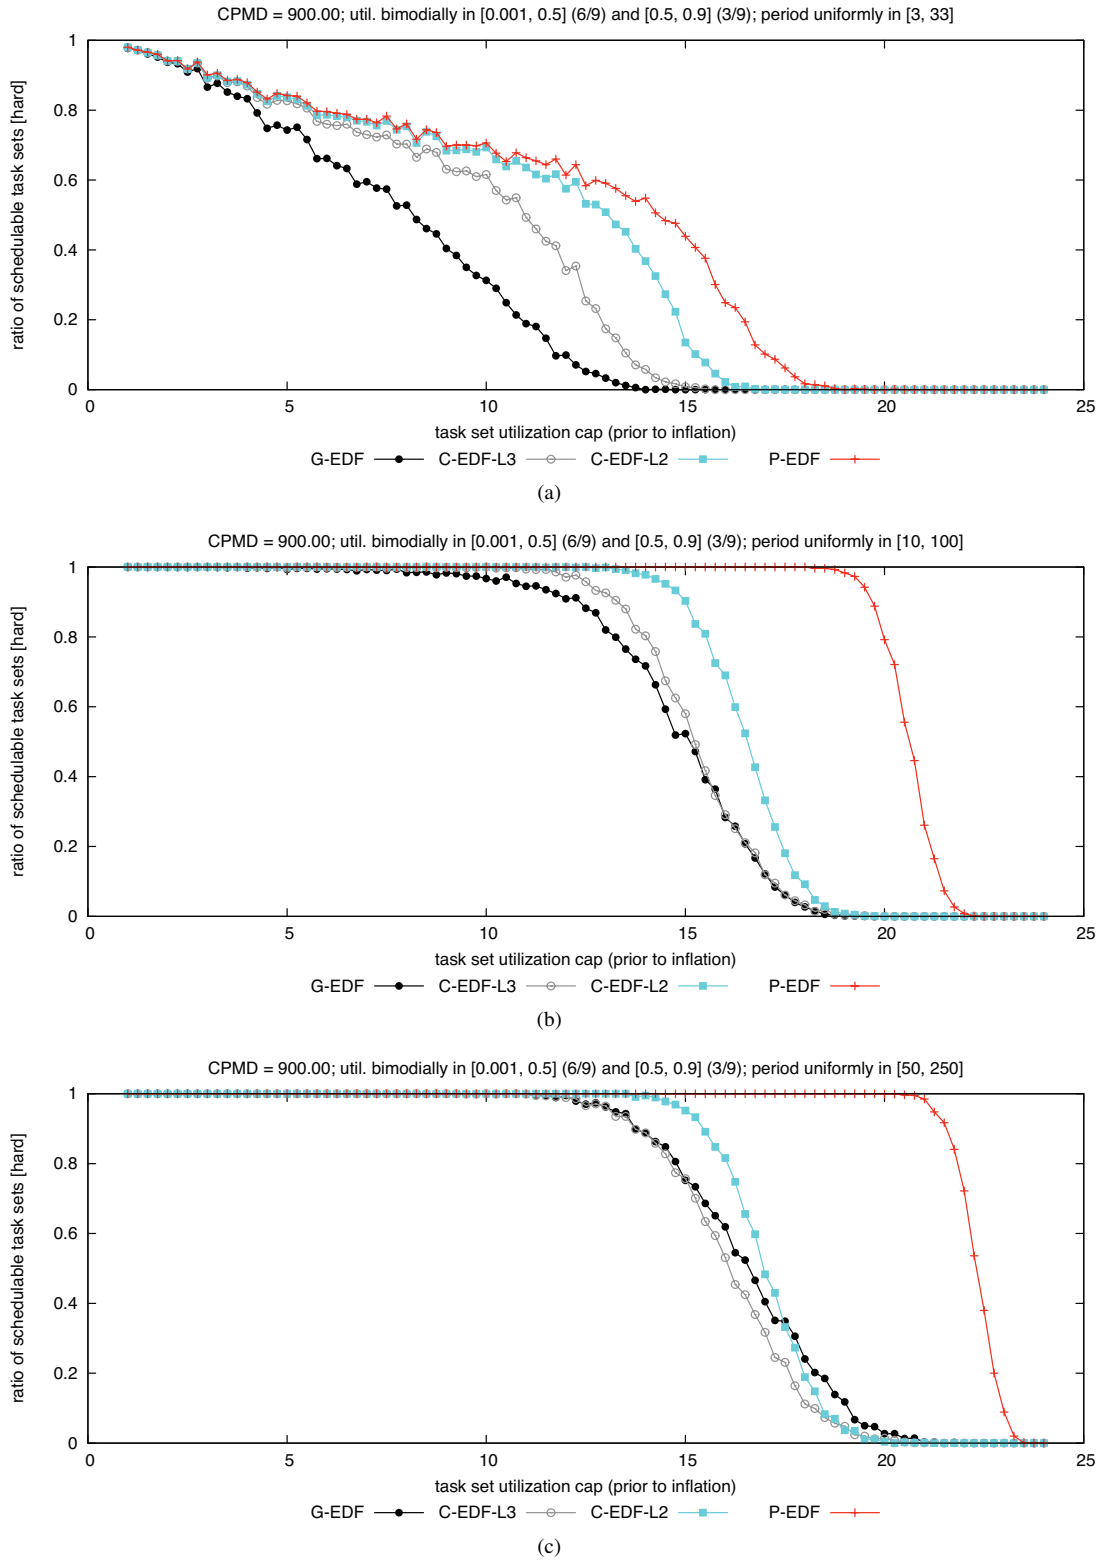 CPMD = 900.00; util. bimodially in [0.001, 0.5] (6/9) and [0.5, 0.9] (3/9); period uniformly in [3, 33]
ratio of schedulable task sets [hard]
1
0.8
0.6
0.4
0.2
0
0 5 10 15 20 25
task set utilization cap (prior to inflation)
G-EDF C-EDF-L3 C-EDF-L2 P-EDF
(a)
CPMD = 900.00; util. bimodially in [0.001, 0.5] (6/9) and [0.5, 0.9] (3/9); period uniformly in [10, 100]
ratio of schedulable task sets [hard]
1
0.8
0.6
0.4
0.2
0
0 5 10 15 20 25
task set utilization cap (prior to inflation)
G-EDF C-EDF-L3 C-EDF-L2 P-EDF
(b)
CPMD = 900.00; util. bimodially in [0.001, 0.5] (6/9) and [0.5, 0.9] (3/9); period uniformly in [50, 250]
ratio of schedulable task sets [hard]
1
0.8
0.6
0.4
0.2
0
0 5 10 15 20 25
task set utilization cap (prior to inflation)
G-EDF C-EDF-L3 C-EDF-L2 P-EDF
(c)